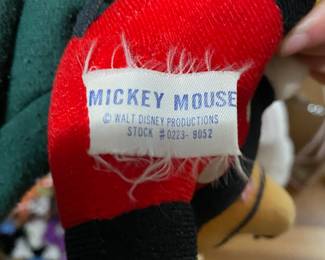 MICKEY MOUSE
© WALT DISNEY PRODUCTIONS
STOCK #0223-9052